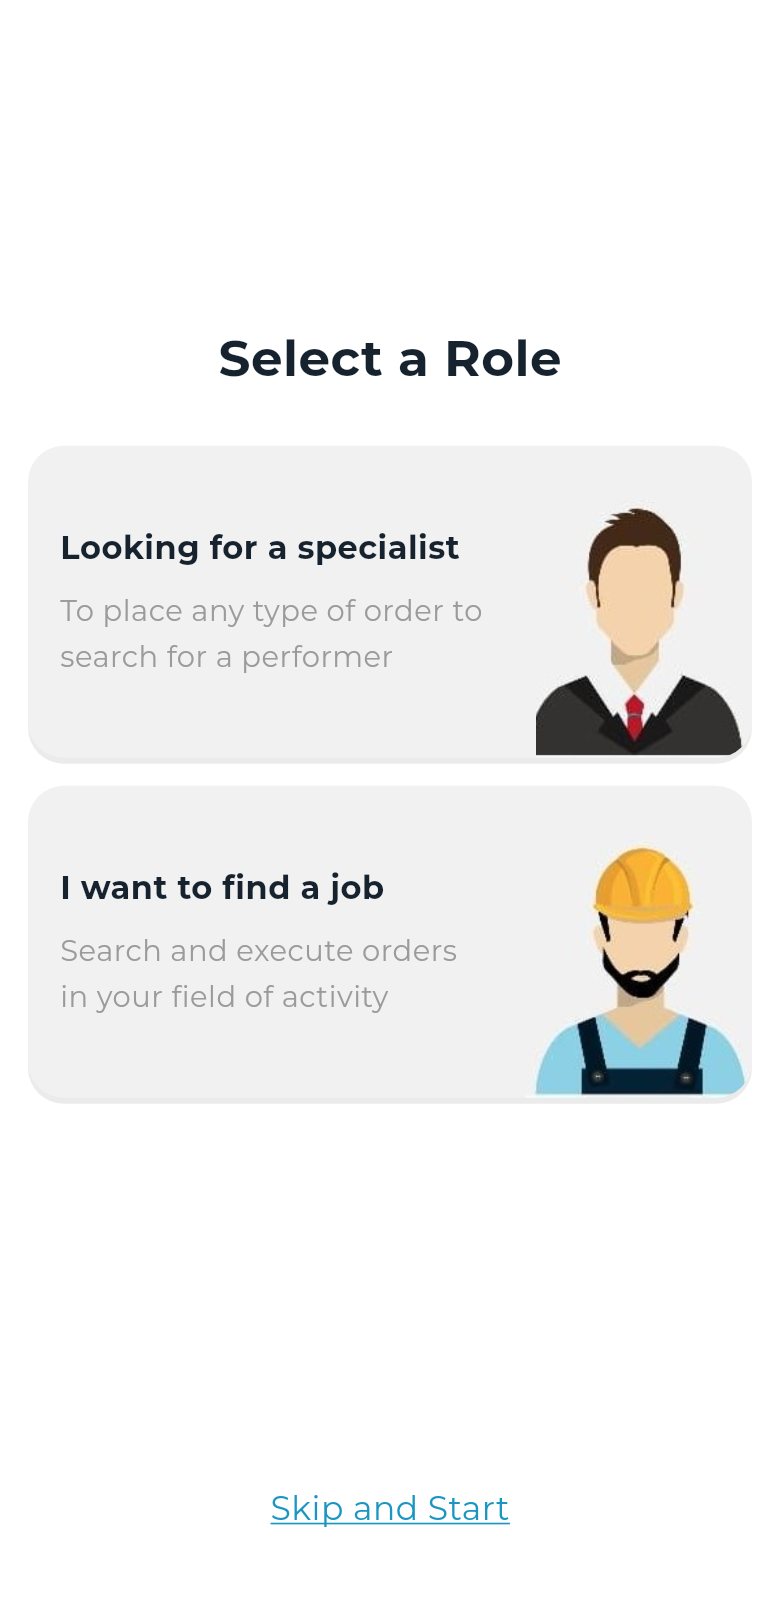 Select a Role
Looking for a specialist
To place any type of order to
search for a performer
I want to find a job
Search and execute orders
in your field of activity
Skip and Start